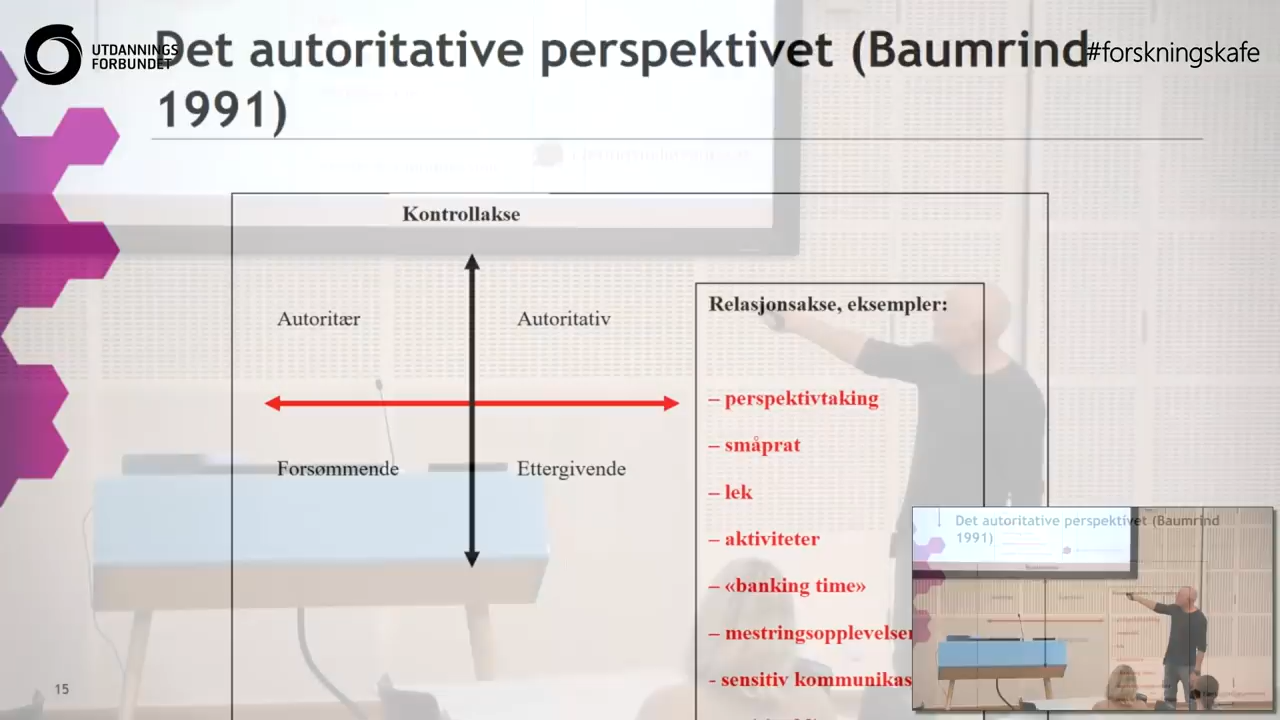 UTDANNINGS
FORBUNDET
Det autoritative perspektivet (Baumrind
1991)
#forskningskafe
Kontrollakse
Autoritær
Autoritativ
Forsømmende
Ettergivende
Relasjonsakse, eksempler:
– perspektivtaking
– småprat
– lek
– aktiviteter
– «banking time»
– mestringsopplevelser
- sensitiv kommunikas
15
Det autoritative perspektivet (Baumrind
1991)